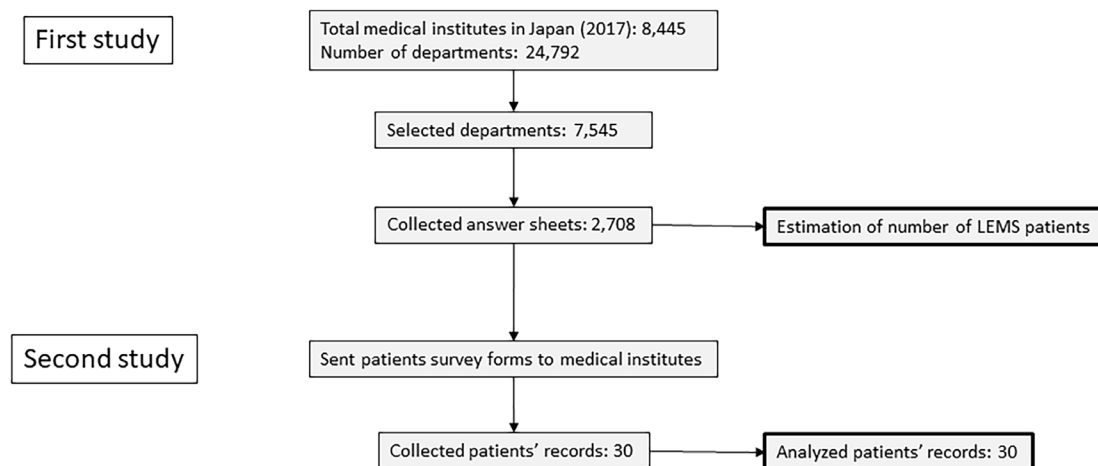 First study
Total medical institutes in Japan (2017): 8,445
Number of departments: 24,792
Selected departments: 7,545
Collected answer sheets: 2,708
Estimation of number of LEMS patients
Second study
Sent patients survey forms to medical institutes
Collected patients’ records: 30
Analyzed patients’ records: 30